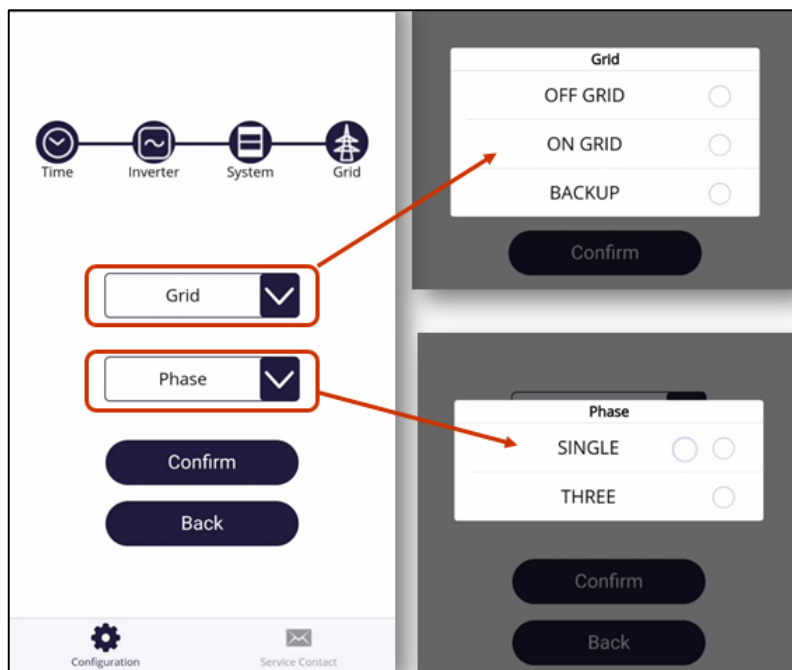 Time Inverter System Grid
Grid
Phase
Confirm
Back
Configuration
Service Contact
Grid
OFF GRID
ON GRID
BACKUP
Confirm
Phase
SINGLE
THREE
Confirm
Back